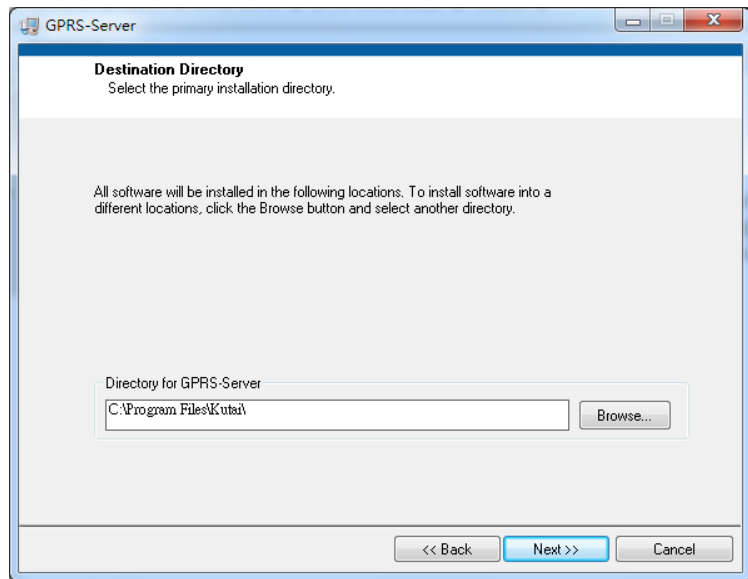 GPRS-Server
Destination Directory
Select the primary installation directory.
All software will be installed in the following locations. To install software into a
different locations, click the Browse button and select another directory.
Directory for GPRS-Server
C:\Program Files\Kutai\
Browse...
<< Back
Next >>
Cancel